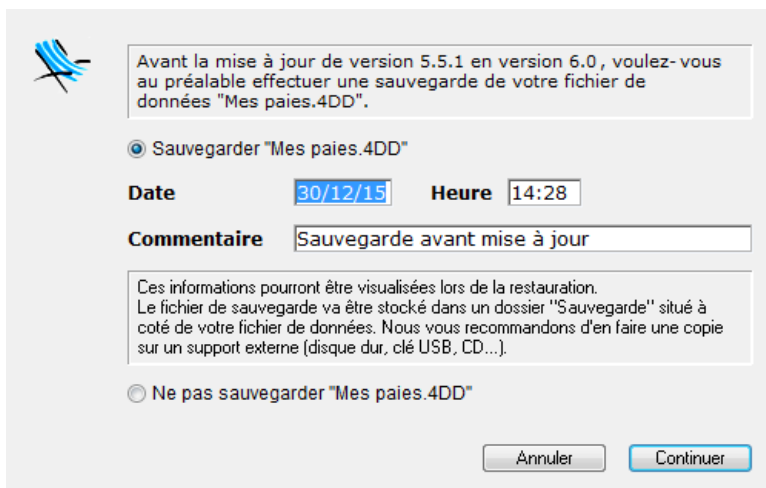 Avant la mise à jour de version 5.5.1 en version 6.0, voulez-vous
au préalable effectuer une sauvegarde de votre fichier de
données "Mes paies.4DD".
Sauvegarder "Mes paies.4DD"
Date 30/12/15 Heure 14:28
Commentaire Sauvegarde avant mise à jour
Ces informations pourront être visualisées lors de la restauration.
Le fichier de sauvegarde va être stocké dans un dossier "Sauvegarde" situé à
coté de votre fichier de données. Nous vous recommandons d'en faire une copie
sur un support externe (disque dur, clé USB, CD...).
Ne pas sauvegarder "Mes paies.4DD"
Annuler Continuer